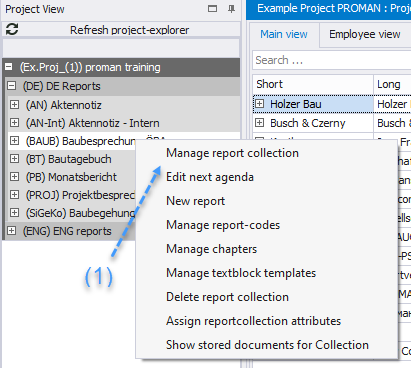 Project View
Example Project PROMAN : Proje
Refresh project-explorer
Main view
Employee view
Search ...
(Ex.Proj_(1)) proman training
Short
Long
(DE) DE Reports
Holzer Bau
Holzer
(AN) Aktennotiz
Busch & Czerny
Busch &
(AN-Int) Aktennotiz - Intern
(BAUB) Baubesprechung
(BT) Bautagebuch
(PB) Monatsbericht
(PROJ) Projektbesprec
(SiGeKo) Baubegehung
(ENG) ENG reports
Manage report collection
Edit next agenda
New report
Manage report-codes
Manage chapters
Manage textblock templates
Delete report collection
Assign reportcollection attributes
Show stored documents for Collection
(1)